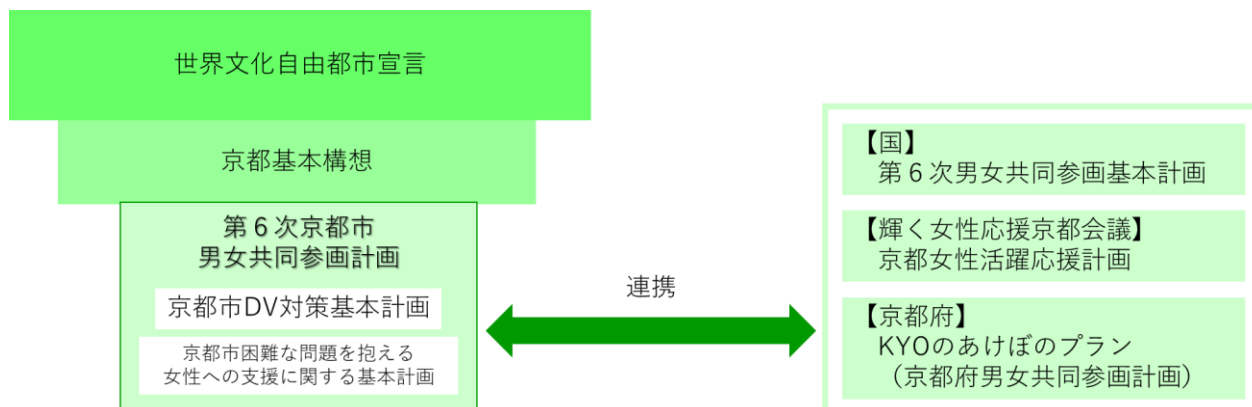 世界文化自由都市宣言
京都基本構想
第６次京都市
男女共同参画計画
京都市DV対策基本計画
京都市困難な問題を抱える
女性への支援に関する基本計画
連携
【国】
第６次男女共同参画基本計画
【輝く女性応援京都会議】
京都女性活躍応援計画
【京都府】
KYOのあけぼのプラン
（京都府男女共同参画計画）